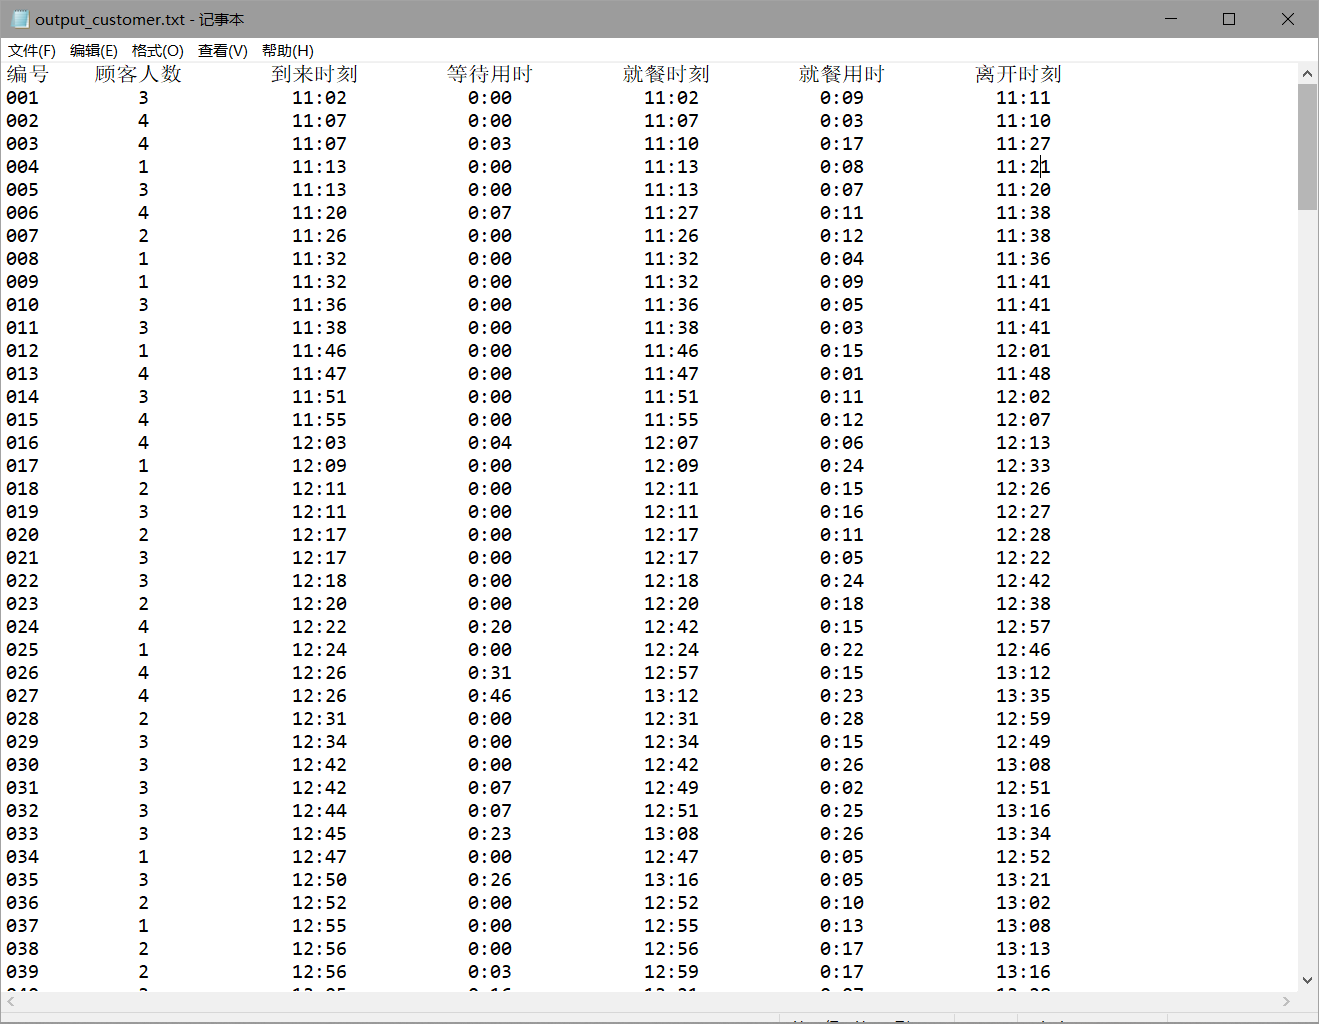 output_customer.txt - 记事本
文件(F) 编辑(E) 格式(O) 查看(V) 帮助(H)
编号 顾客人数 到来时刻 等待用时 就餐时刻 就餐用时 离开时刻
001 3 11:02 0:00 11:02 0:09 11:11
002 4 11:07 0:00 11:07 0:03 11:10
003 4 11:07 0:03 11:10 0:17 11:27
004 1 11:13 0:00 11:13 0:08 11:21
005 3 11:13 0:00 11:13 0:07 11:20
006 4 11:20 0:07 11:27 0:11 11:38
007 2 11:26 0:00 11:26 0:12 11:38
008 1 11:32 0:00 11:32 0:04 11:36
009 1 11:32 0:00 11:32 0:09 11:41
010 3 11:36 0:00 11:36 0:05 11:41
011 3 11:38 0:00 11:38 0:03 11:41
012 1 11:46 0:00 11:46 0:15 12:01
013 4 11:47 0:00 11:47 0:01 11:48
014 3 11:51 0:00 11:51 0:11 12:02
015 4 11:55 0:00 11:55 0:12 12:07
016 4 12:03 0:04 12:07 0:06 12:13
017 1 12:09 0:00 12:09 0:24 12:33
018 2 12:11 0:00 12:11 0:15 12:26
019 3 12:11 0:00 12:11 0:16 12:27
020 2 12:17 0:00 12:17 0:11 12:28
021 3 12:17 0:00 12:17 0:05 12:22
022 3 12:18 0:00 12:18 0:24 12:42
023 2 12:20 0:00 12:20 0:18 12:38
024 4 12:22 0:20 12:42 0:15 12:57
025 1 12:24 0:00 12:24 0:22 12:46
026 4 12:26 0:31 12:57 0:15 13:12
027 4 12:26 0:46 13:12 0:23 13:35
028 2 12:31 0:00 12:31 0:28 12:59
029 3 12:34 0:00 12:34 0:15 12:49
030 3 12:42 0:00 12:42 0:26 13:08
031 3 12:42 0:07 12:49 0:02 12:51
032 3 12:44 0:07 12:51 0:25 13:16
033 3 12:45 0:23 13:08 0:26 13:34
034 1 12:47 0:00 12:47 0:05 12:52
035 3 12:50 0:26 13:16 0:05 13:21
036 2 12:52 0:00 12:52 0:10 13:02
037 1 12:55 0:00 12:55 0:13 13:08
038 2 12:56 0:00 12:56 0:17 13:13
039 2 12:56 0:03 12:59 0:17 13:16